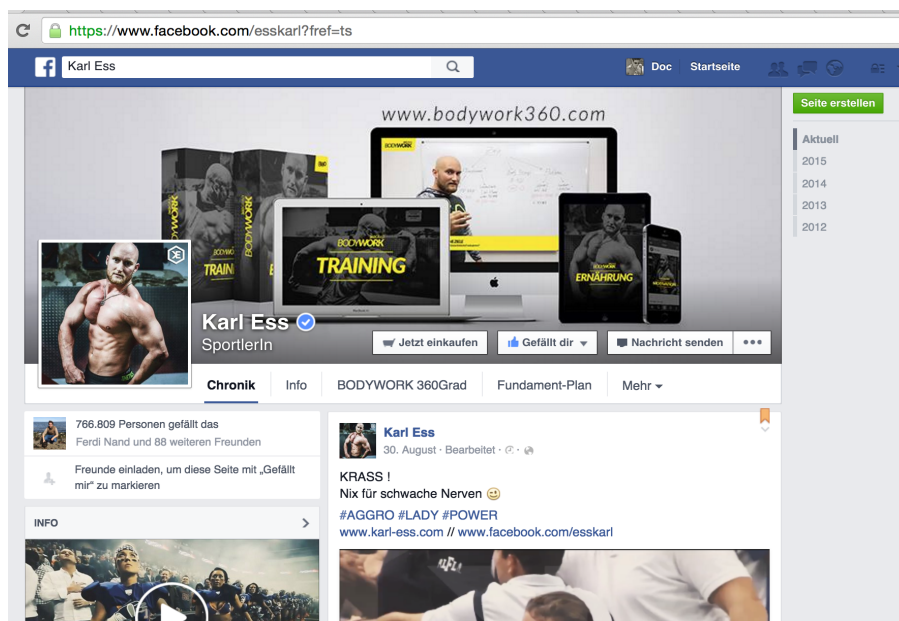 https://www.facebook.com/esskarl?fref=ts
Karl Ess
Doc
Startseite
Seite erstellen
Aktuell
2015
2014
2013
2012
www.bodywork360.com
BODYWORK
BODYWORK
BODYWORK
TRAINING
BODYWORK
ERNÄHRUNG
Karl Ess
SportlerIn
Jetzt einkaufen
Gefällt dir
Nachricht senden
Chronik
Info
BODYWORK 360Grad
Fundament-Plan
Mehr
766.809 Personen gefällt das
Ferdi Nand und 88 weiteren Freunden
Freunde einladen, um diese Seite mit „Gefällt
mir“ zu markieren
INFO
Karl Ess
30. August · Bearbeitet ·
KRASS !
Nix für schwache Nerven 😉
#AGGRO #LADY #POWER
www.karl-ess.com // www.facebook.com/esskarl